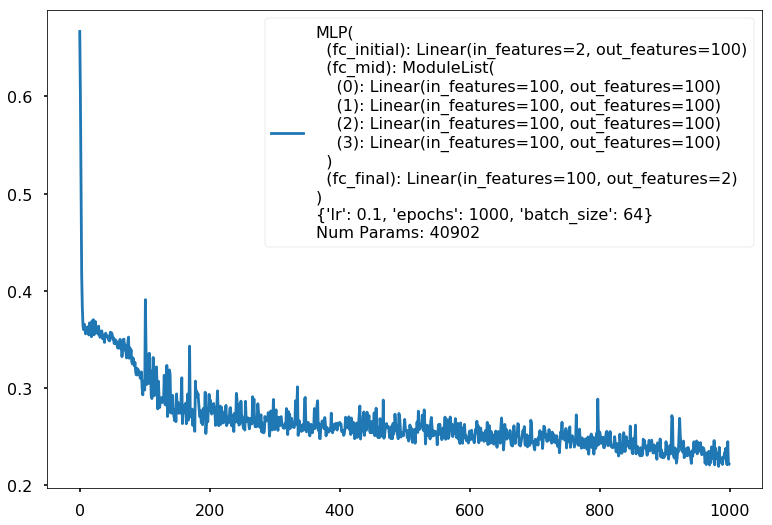 MLP(
(fc_initial): Linear(in_features=2, out_features=100)
(fc_mid): ModuleList(
(0): Linear(in_features=100, out_features=100)
(1): Linear(in_features=100, out_features=100)
(2): Linear(in_features=100, out_features=100)
(3): Linear(in_features=100, out_features=100)
)
(fc_final): Linear(in_features=100, out_features=2)
)
{'lr': 0.1, 'epochs': 1000, 'batch_size': 64}
Num Params: 40902
0.6
0.5
0.4
0.3
0.2
0 200 400 600 800 1000